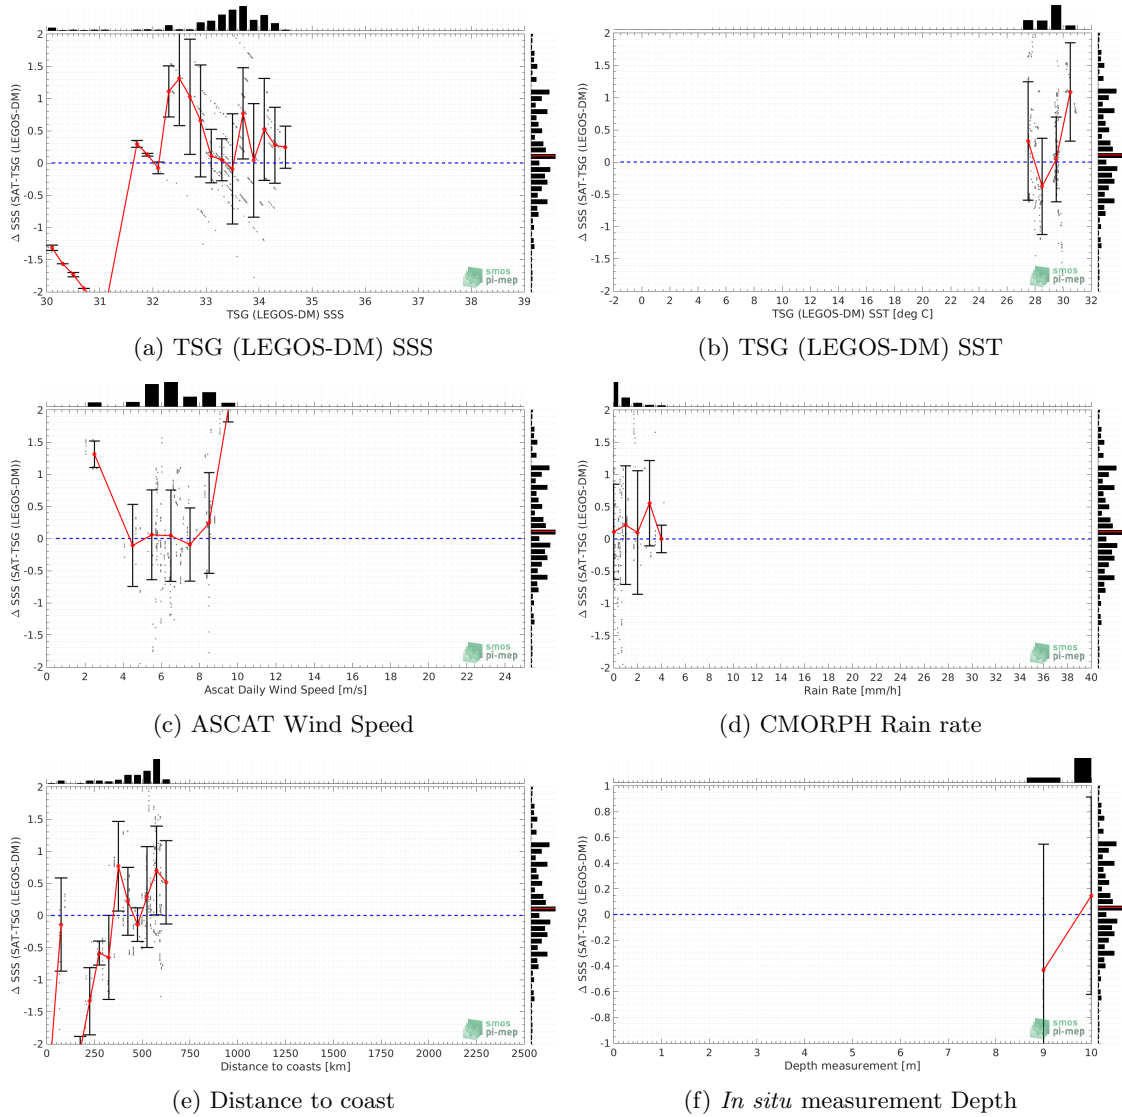 2
1.5
1
0.5
0
-0.5
-1
-1.5
-2
Δ SSS (SAT-TSG (LEGOS-DM))
30 31 32 33 34 35 36 37 38 39
TSG (LEGOS-DM) SSS
smos
pi-mep
(a) TSG (LEGOS-DM) SSS
2
1.5
1
0.5
0
-0.5
-1
-1.5
-2
Δ SSS (SAT-TSG (LEGOS-DM))
-2 0 2 4 6 8 10 12 14 16 18 20 22 24 26 28 30 32
TSG (LEGOS-DM) SST [deg C]
smos
pi-mep
(b) TSG (LEGOS-DM) SST
2
1.5
1
0.5
0
-0.5
-1
-1.5
-2
Δ SSS (SAT-TSG (LEGOS-DM))
0 2 4 6 8 10 12 14 16 18 20 22 24
Ascat Daily Wind Speed [m/s]
smos
pi-mep
(c) ASCAT Wind Speed
2
1.5
1
0.5
0
-0.5
-1
-1.5
-2
Δ SSS (SAT-TSG (LEGOS-DM))
0 2 4 6 8 10 12 14 16 18 20 22 24 26 28 30 32 34 36 38 40
Rain Rate [mm/h]
smos
pi-mep
(d) CMORPH Rain rate
2
1.5
1
0.5
0
-0.5
-1
-1.5
-2
Δ SSS (SAT-TSG (LEGOS-DM))
0 250 500 750 1000 1250 1500 1750 2000 2250 2500
Distance to coasts [km]
smos
pi-mep
(e) Distance to coast
1
0.8
0.6
0.4
0.2
0
-0.2
-0.4
-0.6
-0.8
-1
Δ SSS (SAT-TSG (LEGOS-DM))
0 1 2 3 4 5 6 7 8 9 10
Depth measurement [m]
smos
pi-mep
(f) In situ measurement Depth